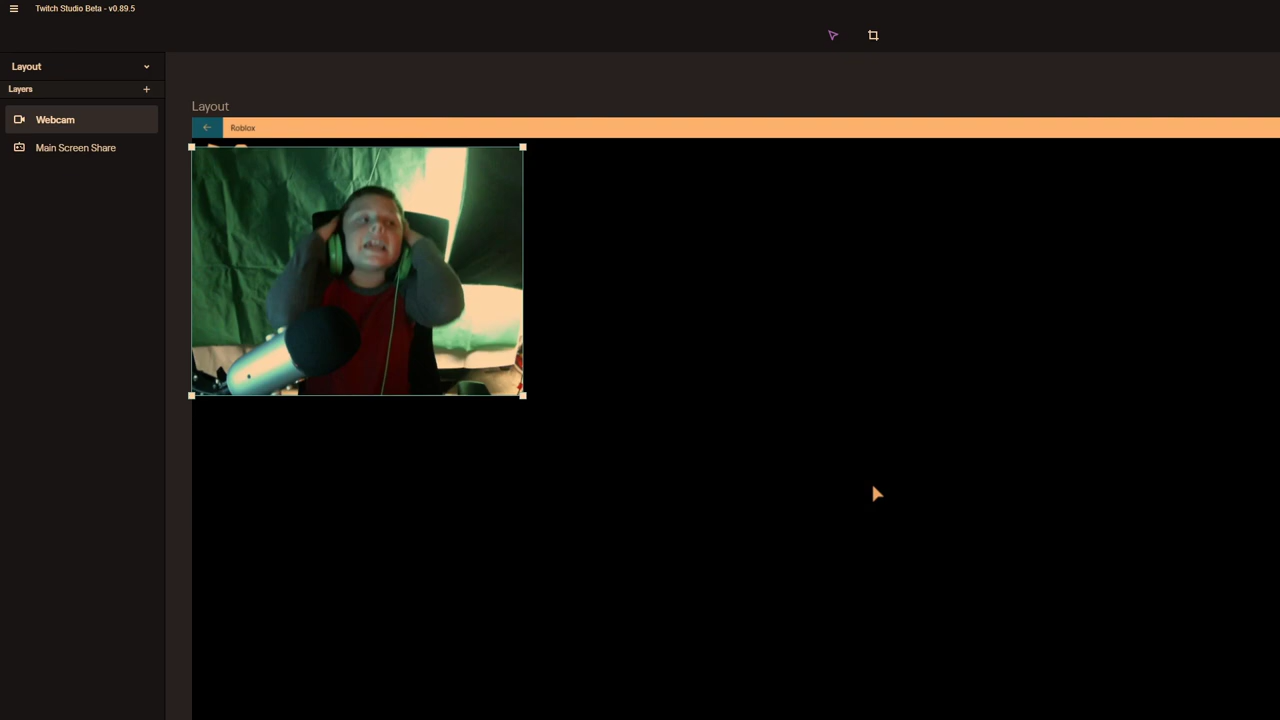 Twitch Studio Beta - v0.89.5
Layout
Layers
Webcam
Main Screen Share
Layout
Roblox